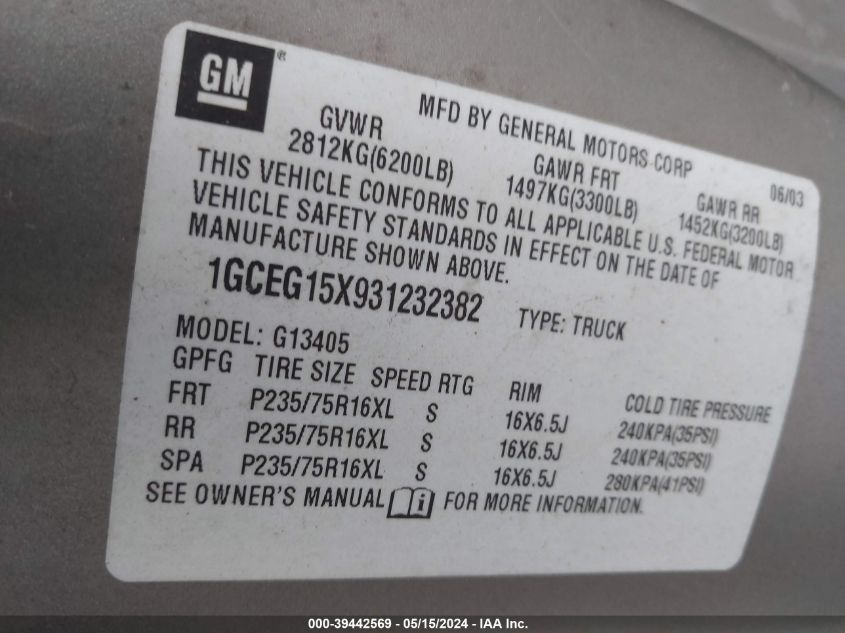 GM®
MFD BY GENERAL MOTORS CORP 06/03
GVWR GAWR FRT GAWR RR
2812KG(6200LB) 1497KG(3300LB) 1452KG(3200LB)
THIS VEHICLE CONFORMS TO ALL APPLICABLE U.S. FEDERAL MOTOR
VEHICLE SAFETY STANDARDS IN EFFECT ON THE DATE OF
MANUFACTURE SHOWN ABOVE.
1GCEG15X931232382 TYPE: TRUCK
MODEL: G13405
GPFG TIRE SIZE SPEED RTG RIM COLD TIRE PRESSURE
FRT P235/75R16XL S 16X6.5J 240KPA(35PSI)
RR P235/75R16XL S 16X6.5J 240KPA(35PSI)
SPA P235/75R16XL S 16X6.5J 280KPA(41PSI)
SEE OWNER'S MANUAL i FOR MORE INFORMATION.
000-39442569 - 05/15/2024 - IAA Inc.